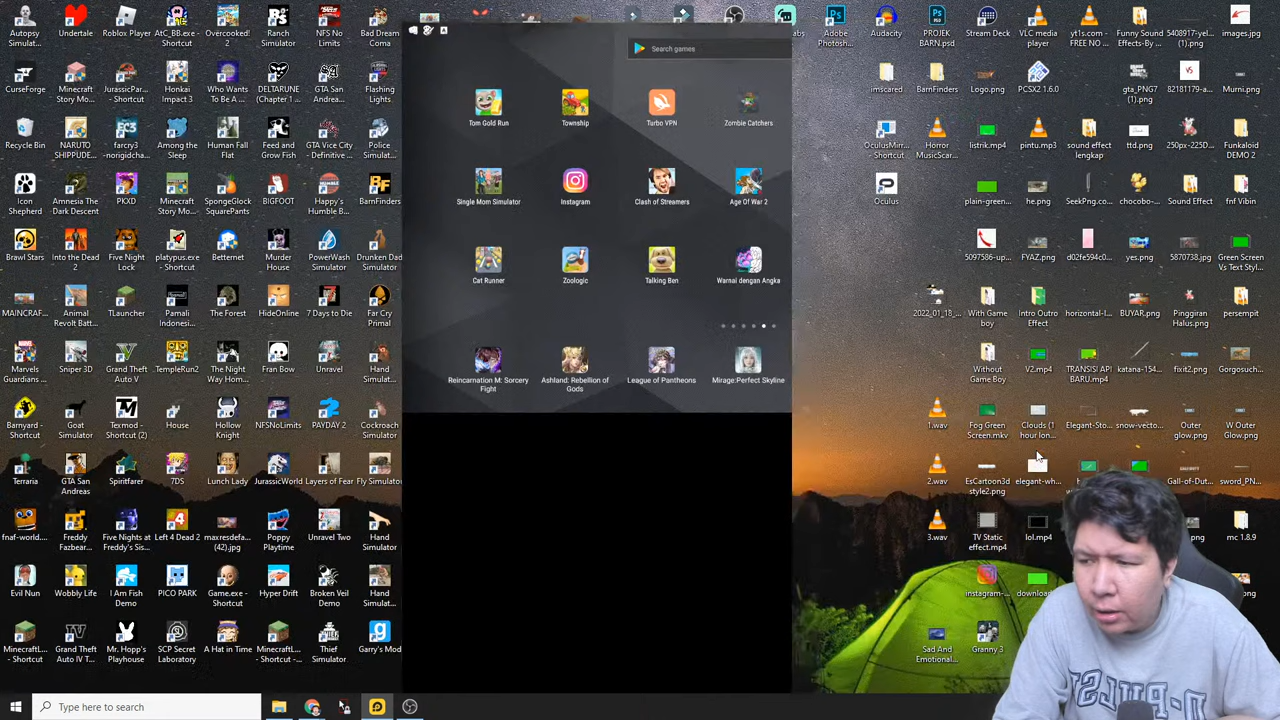 Autopsy Simulat...
Undertale
Roblox Player
AtC_BB.exe - Shortcut
Overcooked! 2
Ranch Simulator
NFS No Limits
Bad Dream Coma
CurseForge
Minecraft Story Mo...
JurassicPar... - Shortcut
Honkai Impact 3
Who Wants To Be A ...
DELTARUNE (Chapter 1 ...
GTA San Andrea...
Flashing Lights
Recycle Bin
NARUTO SHIPPUDE...
farcry3 -norigidcha...
Among the Sleep
Human Fall Flat
Feed and Grow Fish
GTA Vice City - Definitive ...
Police Simulat...
Icon Shepherd
Amnesia The Dark Descent
PKXD
Minecraft Story Mo...
SpongeGlock SquarePants
BIGFOOT
Happy's Humble B...
BarnFinders
Brawl Stars
Into the Dead 2
Five Night Lock
platypus.exe - Shortcut
Betternet
Murder House
PowerWash Simulator
Drunken Dad Simulat...
MAINCRAF...
Animal Revolt Batt...
TLauncher
Pamali Indonesi...
The Forest
HideOnline
7 Days to Die
Far Cry Primal
Marvels Guardians ...
Sniper 3D
Grand Theft Auto V
.TempleRun2
The Night Way Hom...
Fran Bow
Unravel
Hand Simulat...
Barnyard - Shortcut
Goat Simulator
Texmod - Shortcut (2)
House
Hollow Knight
NFSNoLimits
PAYDAY 2
Cockroach Simulat...
Terraria
GTA San Andreas
Spiritfarer
7DS
Lunch Lady
JurassicWorld
Layers of Fear
Fly Simulat...
fnaf-world...
Freddy Fazbear...
Five Nights at Freddy's Sis...
Left 4 Dead 2
maxresdefa... (42).jpg
Poppy Playtime
Unravel Two
Hand Simulat...
Evil Nun
Wobbly Life
I Am Fish Demo
PICO PARK
Game.exe - Shortcut
Hyper Drift
Broken Veil Demo
Hand Simulat...
MinecraftL... - Shortcut
Grand Theft Auto IV T...
Mr. Hopp's Playhouse
SCP Secret Laboratory
A Hat in Time
MinecraftL... - Shortcut -...
Thief Simulator
Garry's Mod
Search games
Tom Gold Run
Township
Turbo VPN
Zombie Catchers
Single Mom Simulator
Instagram
Clash of Streamers
Age Of War 2
Cat Runner
Zoologic
Talking Ben
Warnai dengan Angka
Reincarnation M: Sorcery Fight
Ashland: Rebellion of Gods
League of Pantheons
Mirage:Perfect Skyline
Adobe Photosh...
Audacity
PROJEK BARN.psd
Stream Deck
VLC media player
yt1s.com - FREE NO ...
Funny Sound Effects-By ...
5408917-yel... (1).png
images.jpg
imscared
BarnFinders
Logo.png
PCSX2 1.6.0
gta_PNG7 (1).png
82181179-a...
Murni.png
OculusMirr... - Shortcut
Horror MusicScar...
listrik.mp4
pintu.mp3
sound effect lengkap
ttd.png
250px-225D...
Funkaloid DEMO 2
Oculus
plain-green...
he.png
SeekPng.co...
chocobo-...
Sound Effect
fnf Vibin
5097586-up...
FVAZ.png
d02fe594c0...
yes.png
5870738.jpg
Green Screen Vs Text Styl...
2022_01_18_...
With Game boy
Intro Outro Effect
horizontal-l...
BUYAR.png
Pinggiran Halus.png
persempit
Without Game Boy
V2.mp4
TRANSISI API BARU.mp4
katana-154...
fixit2.png
Gorgosuch...
1.wav
Fog Green Screen.mkv
Clouds (1 hour lon...
Elegant-Sto...
snow-vecto...
Outer glow.png
W Outer Glow.png
2.wav
EsCartoon3d style2.png
elegant-wh...
Gall-of-Dut...
sword_PN...
3.wav
TV Static effect.mp4
lol.mp4
mc 1.8.9
instagram-...
download
Sad And Emotional...
Granny 3
Type here to search